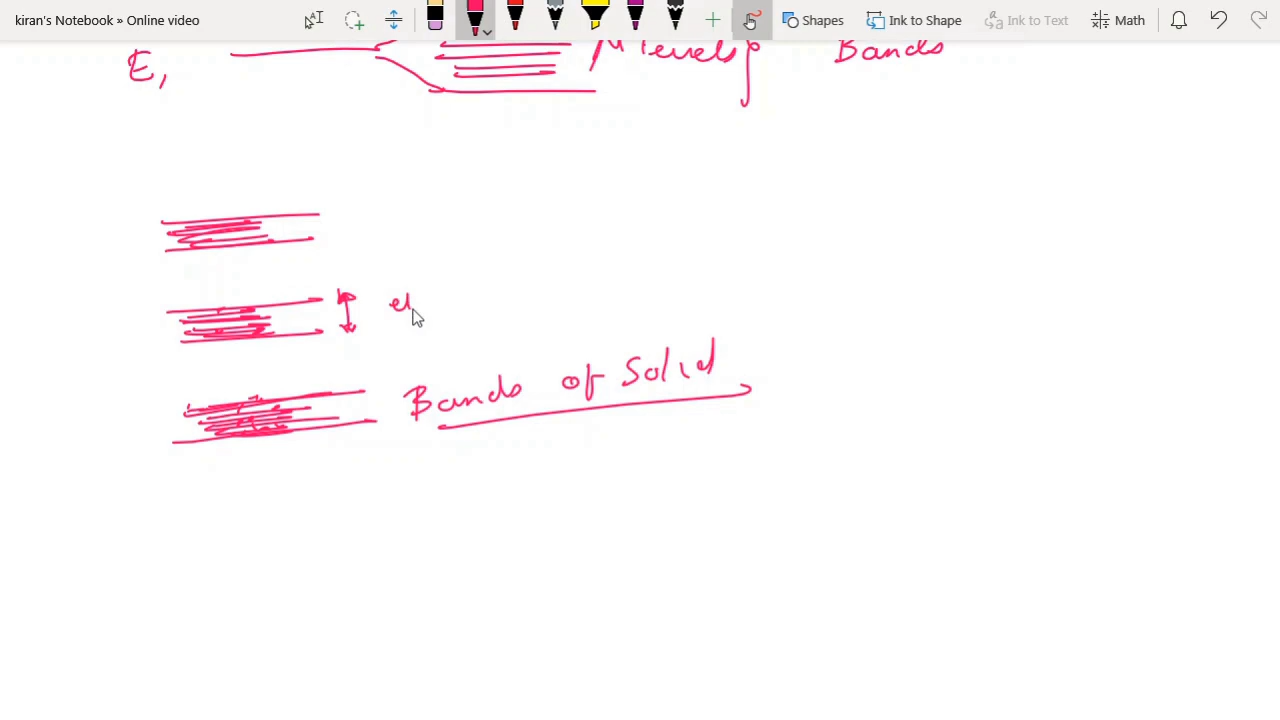 kiran's Notebook » Online video
Shapes
Ink to Shape
Ink to Text
Math
E,
levels
Bands
Bands of Solid